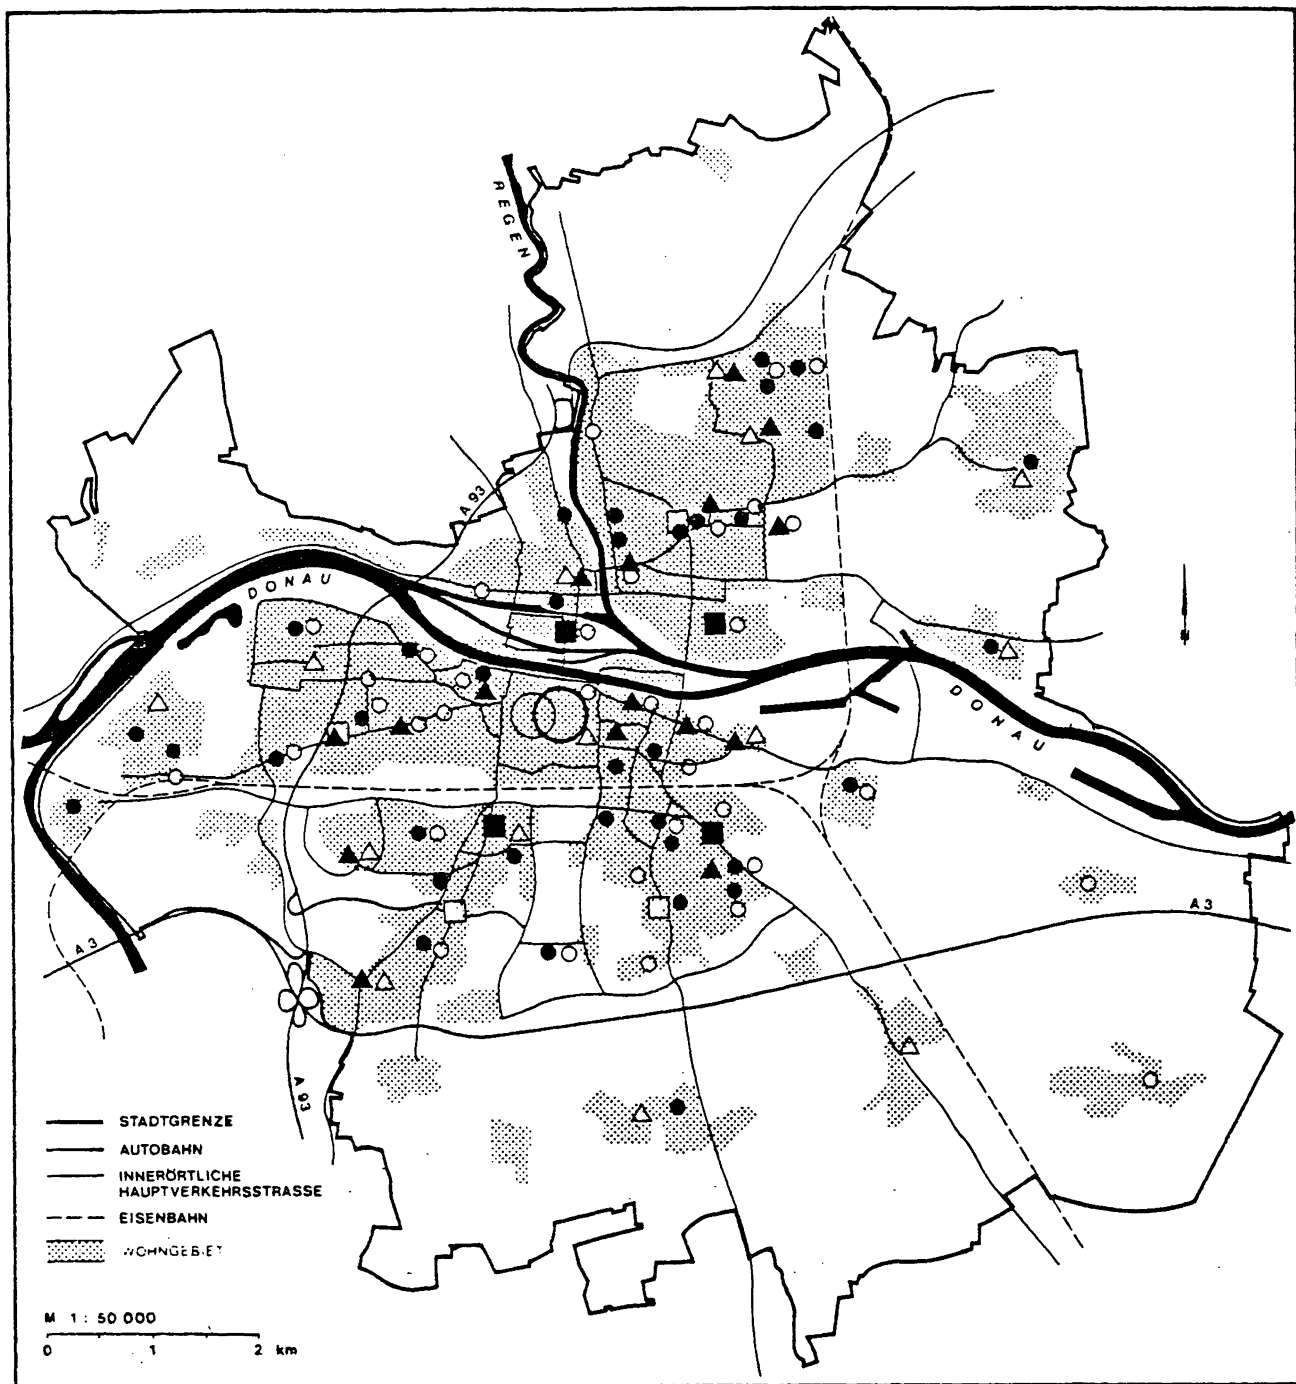 REGEN
A 93
DONAU
DONAU
A 3
A 3
A 93
STADTGRENZE
AUTOBAHN
INNERÖRTLICHE
HAUPTVERKEHRSSTRASSE
EISENBAHN
WOHNGEBIET
M 1 : 50 000
0 1 2 km